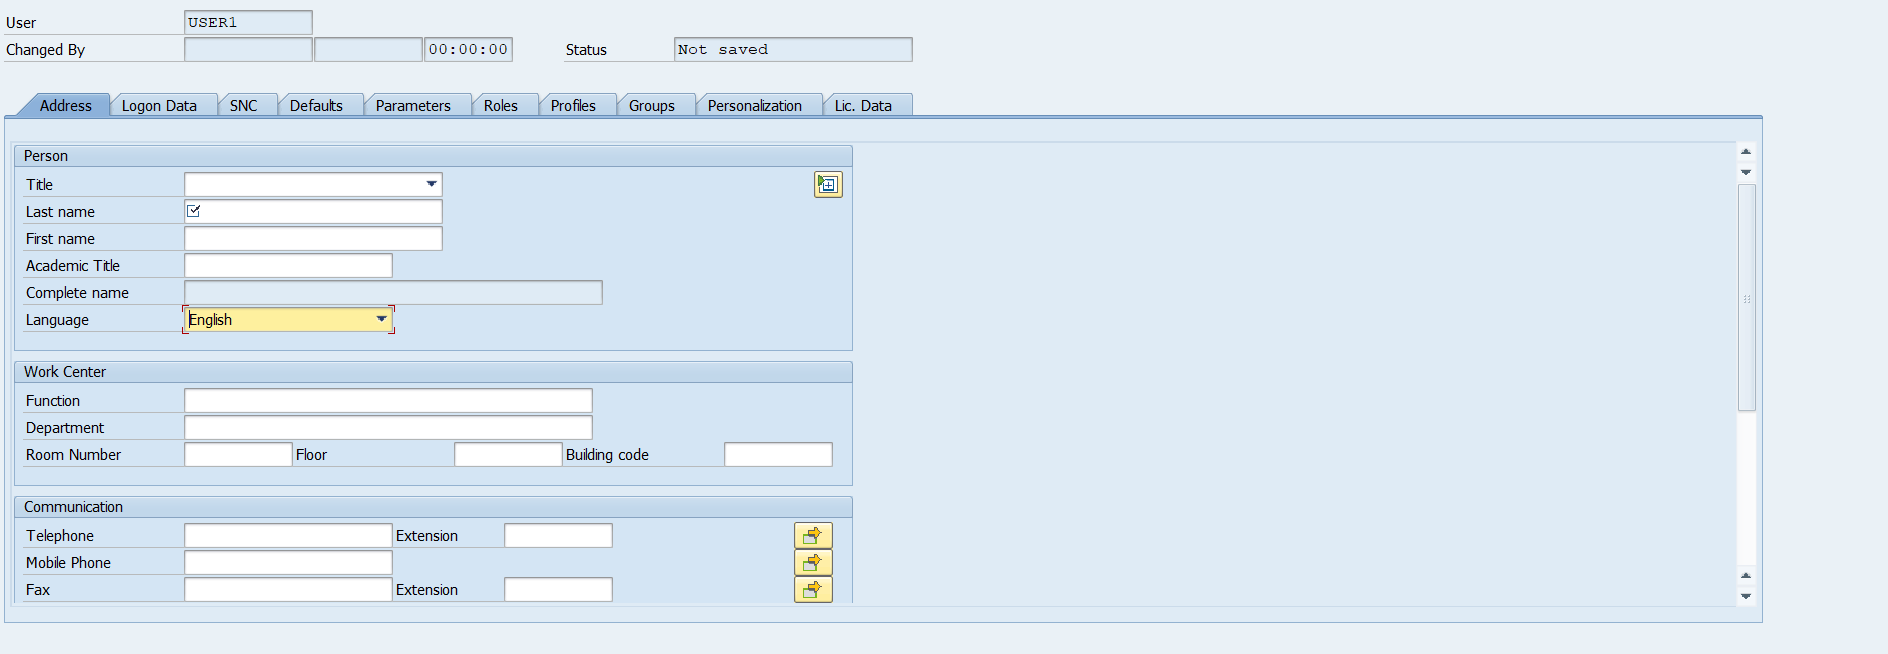 User USER1
Changed By 00:00:00 Status Not saved
Address Logon Data SNC Defaults Parameters Roles Profiles Groups Personalization Lic. Data
Person
Title
Last name
First name
Academic Title
Complete name
Language English
Work Center
Function
Department
Room Number Floor Building code
Communication
Telephone Extension
Mobile Phone
Fax Extension